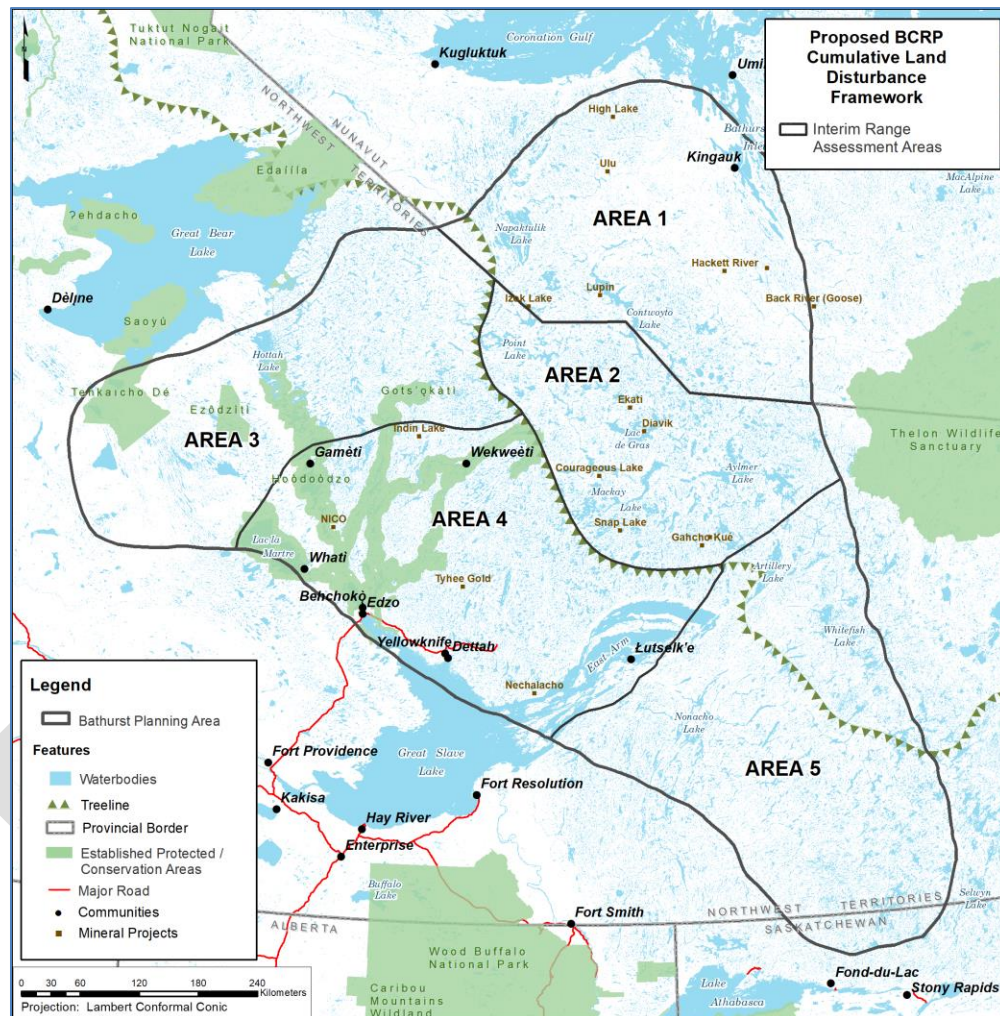 Tuktut Nogait
National Park
Coronation Gulf
Kugluktuk
Umi
Proposed BCRP
Cumulative Land
Disturbance
Framework
Interim Range
Assessment Areas
NORTHWEST TERRITORIES
NUNAVUT
High Lake
Bathurst
Inle
Ulu
Kingauk
MacAlpine
Lake
Edaįįla
Ɂehdacho
Great Bear
Lake
AREA 1
Napaktulik
Lake
Hackett River
Dèlįne
Saoyú
Izok Lake
Lupin
Contwoyto
Lake
Back River (Goose)
Point
Lake
Hottah
Lake
Tenkaıcho Dé
Ezǫ̀dzìtì
Gots'ǫkàtì
AREA 2
Ekati
Diavik
Lac
de Gras
AREA 3
Indin Lake
Thelon Wildlife
Sanctuary
Gamètì
Hoòdoòdzo
Wekweètì
Courageous Lake
Aylmer
Lake
Mackay
Lake
AREA 4
NICO
Snap Lake
Gahcho Kué
Lac la
Martre
Whatì
Artillery
Lake
Tyhee Gold
Behchokǫ̀
Edzo
Whitefish
Lake
Yellowknife
Dettah
East Arm
Łutselk'e
Nechalacho
Nonacho
Lake
AREA 5
Legend
Bathurst Planning Area
Features
Waterbodies
Treeline
Provincial Border
Established Protected /
Conservation Areas
Major Road
Communities
Mineral Projects
Fort Providence
Great Slave
Lake
Kakisa
Fort Resolution
Hay River
Enterprise
Buffalo
Lake
Selwyn
Lake
NORTHWEST TERRITORIES
SASKATCHEWAN
ALBERTA
Fort Smith
Wood Buffalo
National Park
Caribou
Mountains
Wildland
Lake
Athabasca
Fond-du-Lac
Stony Rapids
0 30 60 120 180 240
Kilometers
Projection: Lambert Conformal Conic